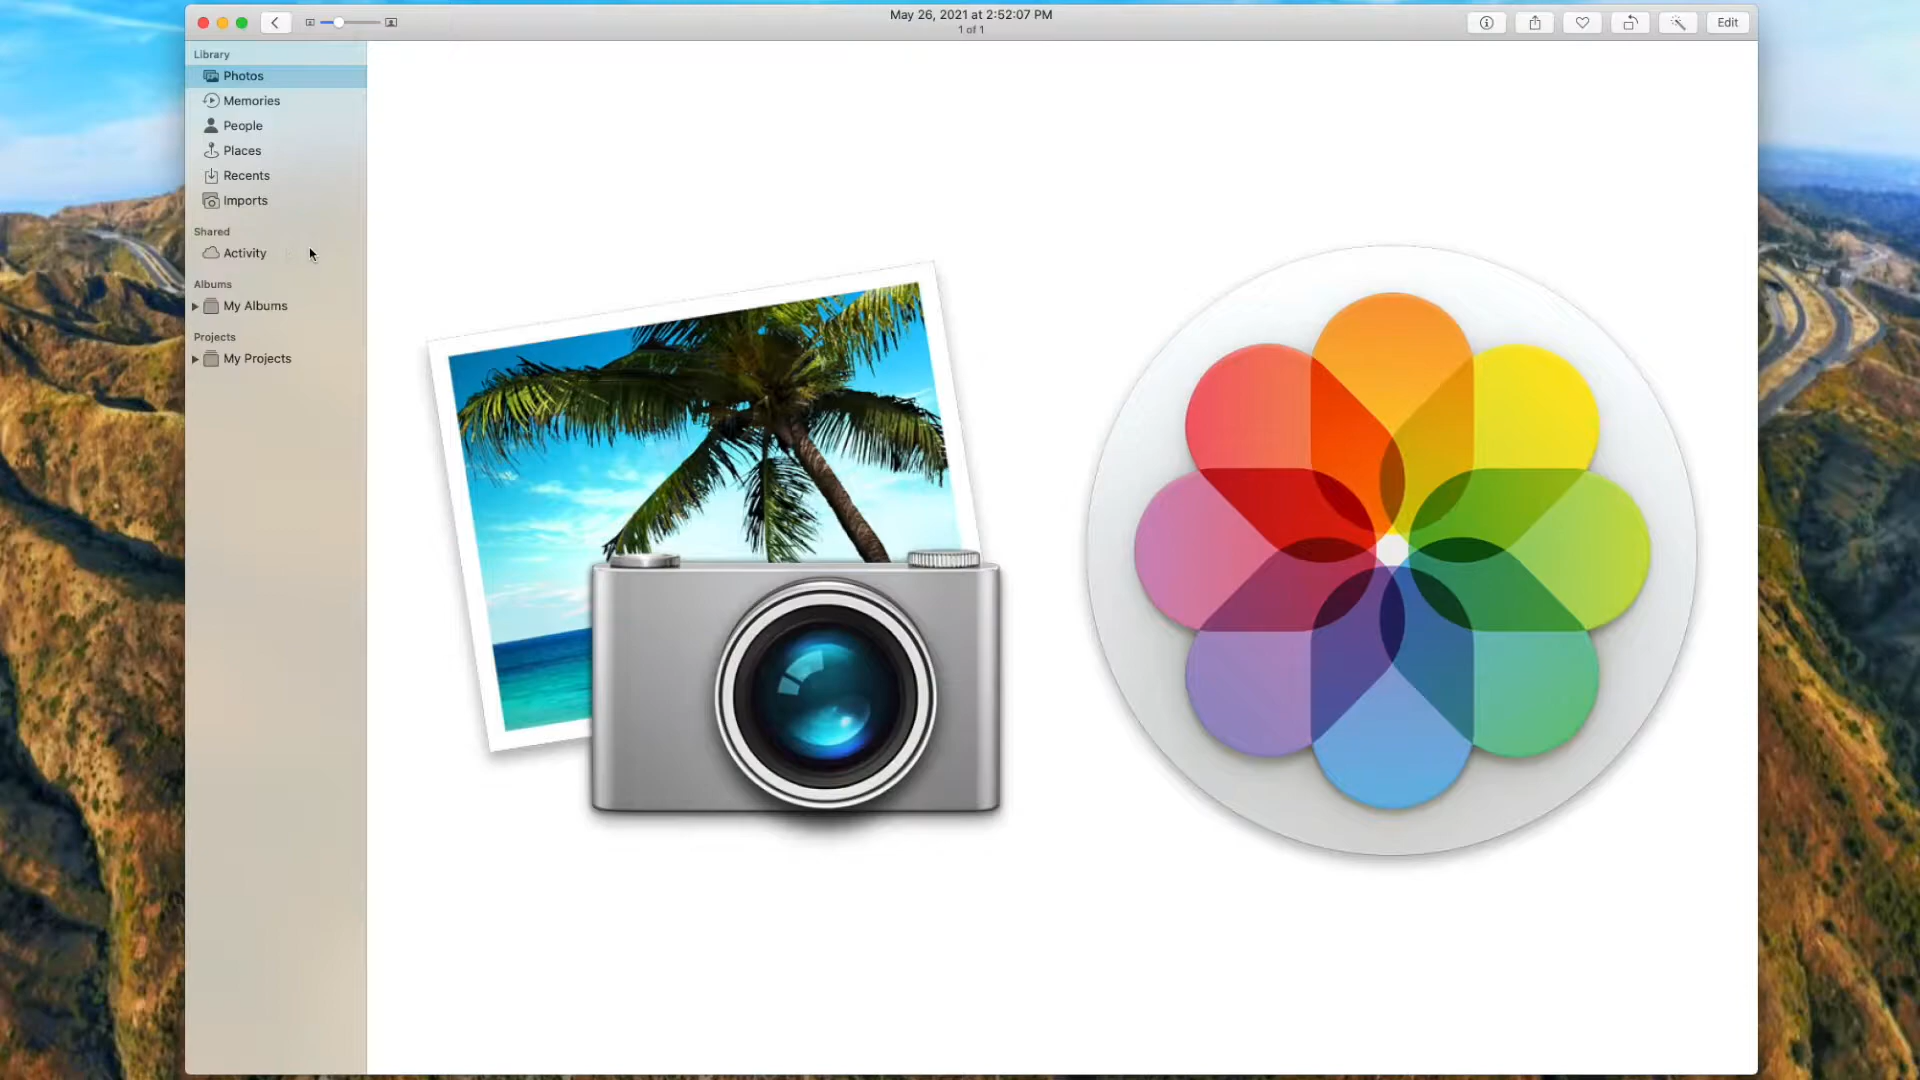 May 26, 2021 at 2:52:07 PM
1 of 1
Edit
Library
Photos
Memories
People
Places
Recents
Imports
Shared
Activity
Albums
My Albums
Projects
My Projects